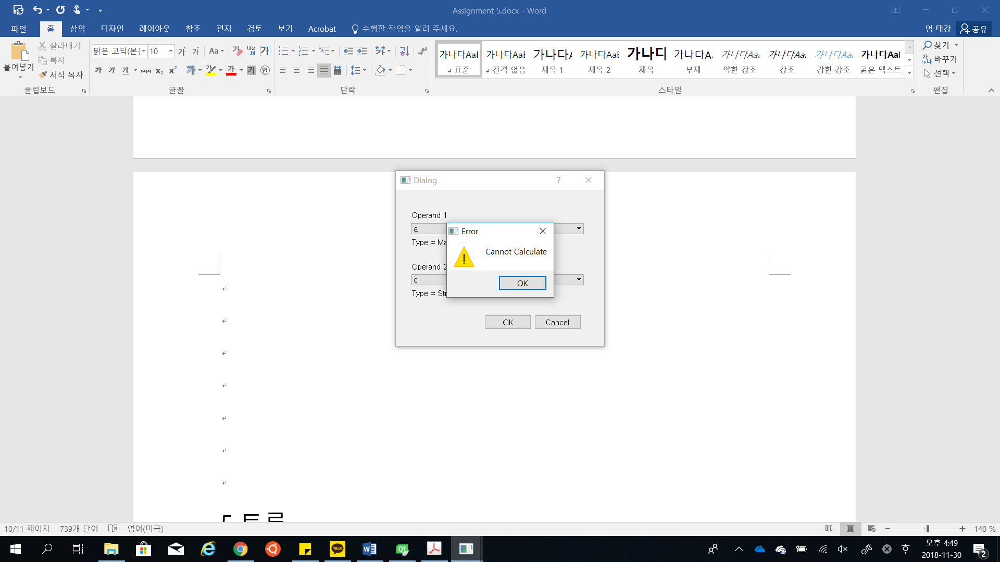 Assignment 5.docx - Word
파일 홈 삽입 디자인 레이아웃 참조 편지 검토 보기 Acrobat 수행할 작업을 알려 주세요. 엄 태강 공유
붙여넣기
잘라내기
복사
서식 복사
클립보드
맑은 고딕(본 10
글꼴
단락
가나다AaB 가나다AaB 가나다 가나다AaB 가나다 가나다A 가나다Aa 가나다Aa 가나다Aa 가나다Aa
표준 간격 없음 제목 1 제목 2 제목 부제 약한 강조 강조 강한 강조 굵은 텍스트
스타일
찾기
바꾸기
선택
편집
Dialog
Operand 1
a
Type = Ma
Operand 2
c
Type = Str
OK Cancel
Error
Cannot Calculate
OK
10/11 페이지 739개 단어 영어(미국) 140 %
TALK
오후 4:49
2018-11-30
2